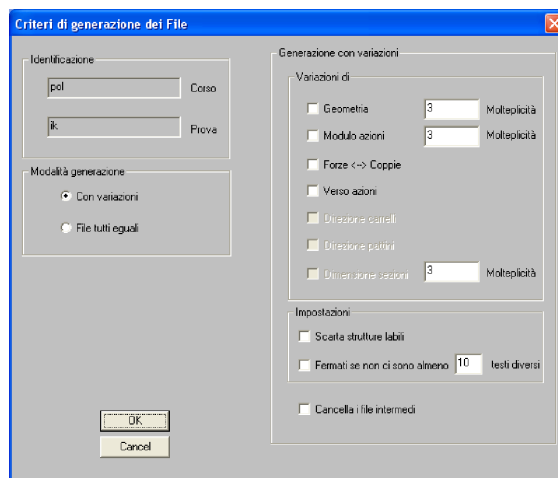 Criteri di generazione dei File
Identificazione
pol Corso
ik Prova
Modalità generazione
Con variazioni
File tutti eguali
OK
Cancel
Generazione con variazioni
Variazioni di
Geometria 3 Molteplicità
Modulo azioni 3 Molteplicità
Forze <--> Coppie
Verso azioni
Direzione carrelli
Direzione pattini
Dimensione sezioni 3 Molteplicità
Impostazioni
Scarta strutture labili
Fermati se non ci sono almeno 10 testi diversi
Cancella i file intermedi